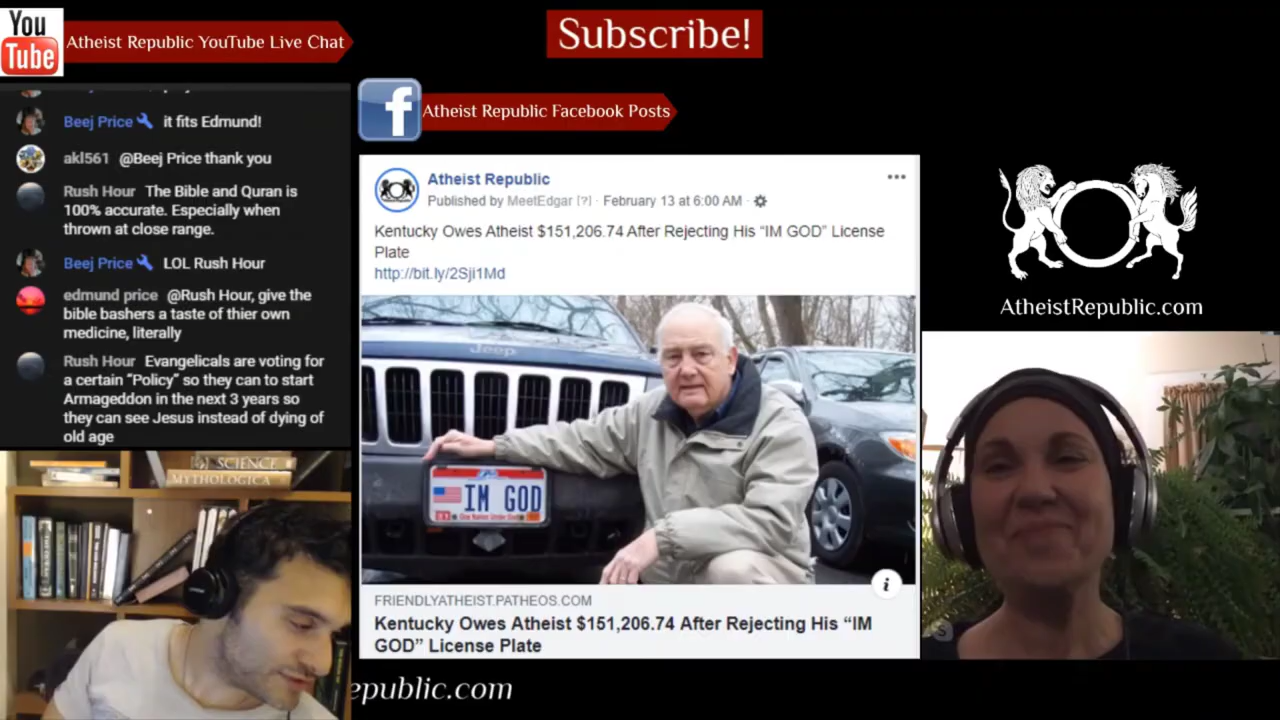 You
Tube
Atheist Republic YouTube Live Chat
Subscribe!
Atheist Republic Facebook Posts
Beej Price it fits Edmund!
akl561 @Beej Price thank you
Rush Hour The Bible and Quran is
100% accurate. Especially when
thrown at close range.
Beej Price LOL Rush Hour
edmund price @Rush Hour, give the
bible bashers a taste of thier own
medicine, literally
Rush Hour Evangelicals are voting for
a certain “Policy” so they can to start
Armageddon in the next 3 years so
they can see Jesus instead of dying of
old age
Atheist Republic
Published by MeetEdgar [?] · February 13 at 6:00 AM ·
Kentucky Owes Atheist $151,206.74 After Rejecting His “IM GOD” License
Plate
http://bit.ly/2Sji1Md
Jeep
IM GOD
FRIENDLYATHEIST.PATHEOS.COM
Kentucky Owes Atheist $151,206.74 After Rejecting His “IM
GOD” License Plate
AtheistRepublic.com
SCIENCE
MYTHOLOGICA
epublic.com